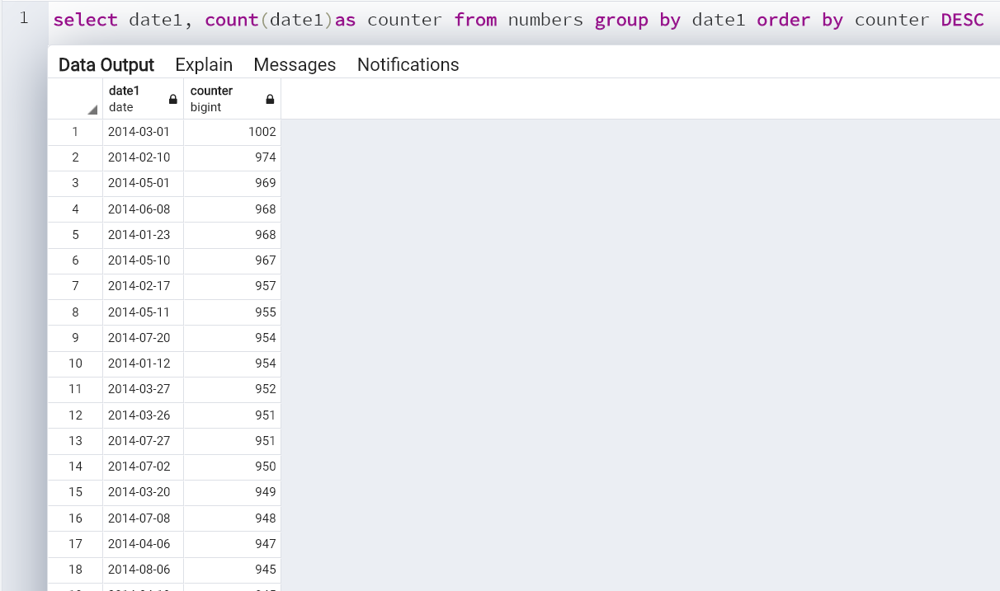 1 select date1, count(date1)as counter from numbers group by date1 order by counter DESC
Data Output Explain Messages Notifications
date1 counter
date bigint
1 2014-03-01 1002
2 2014-02-10 974
3 2014-05-01 969
4 2014-06-08 968
5 2014-01-23 968
6 2014-05-10 967
7 2014-02-17 957
8 2014-05-11 955
9 2014-07-20 954
10 2014-01-12 954
11 2014-03-27 952
12 2014-03-26 951
13 2014-07-27 951
14 2014-07-02 950
15 2014-03-20 949
16 2014-07-08 948
17 2014-04-06 947
18 2014-08-06 945